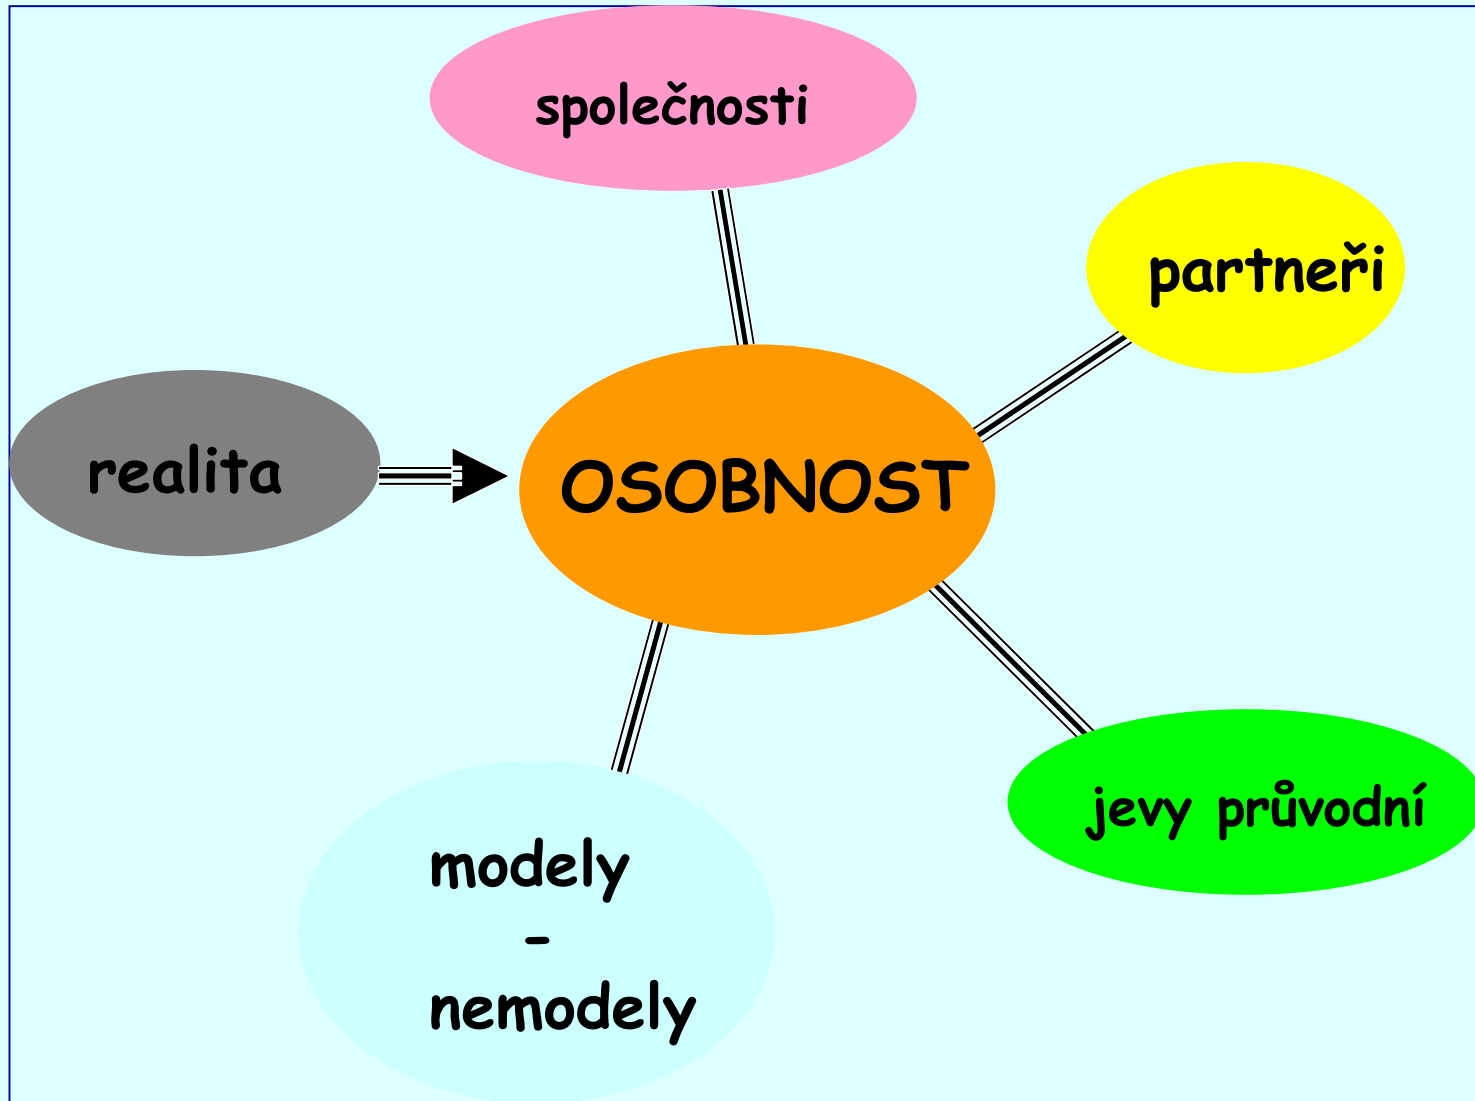 společnosti
partneři
realita
OSOBNOST
jevy průvodní
modely
-
nemodely